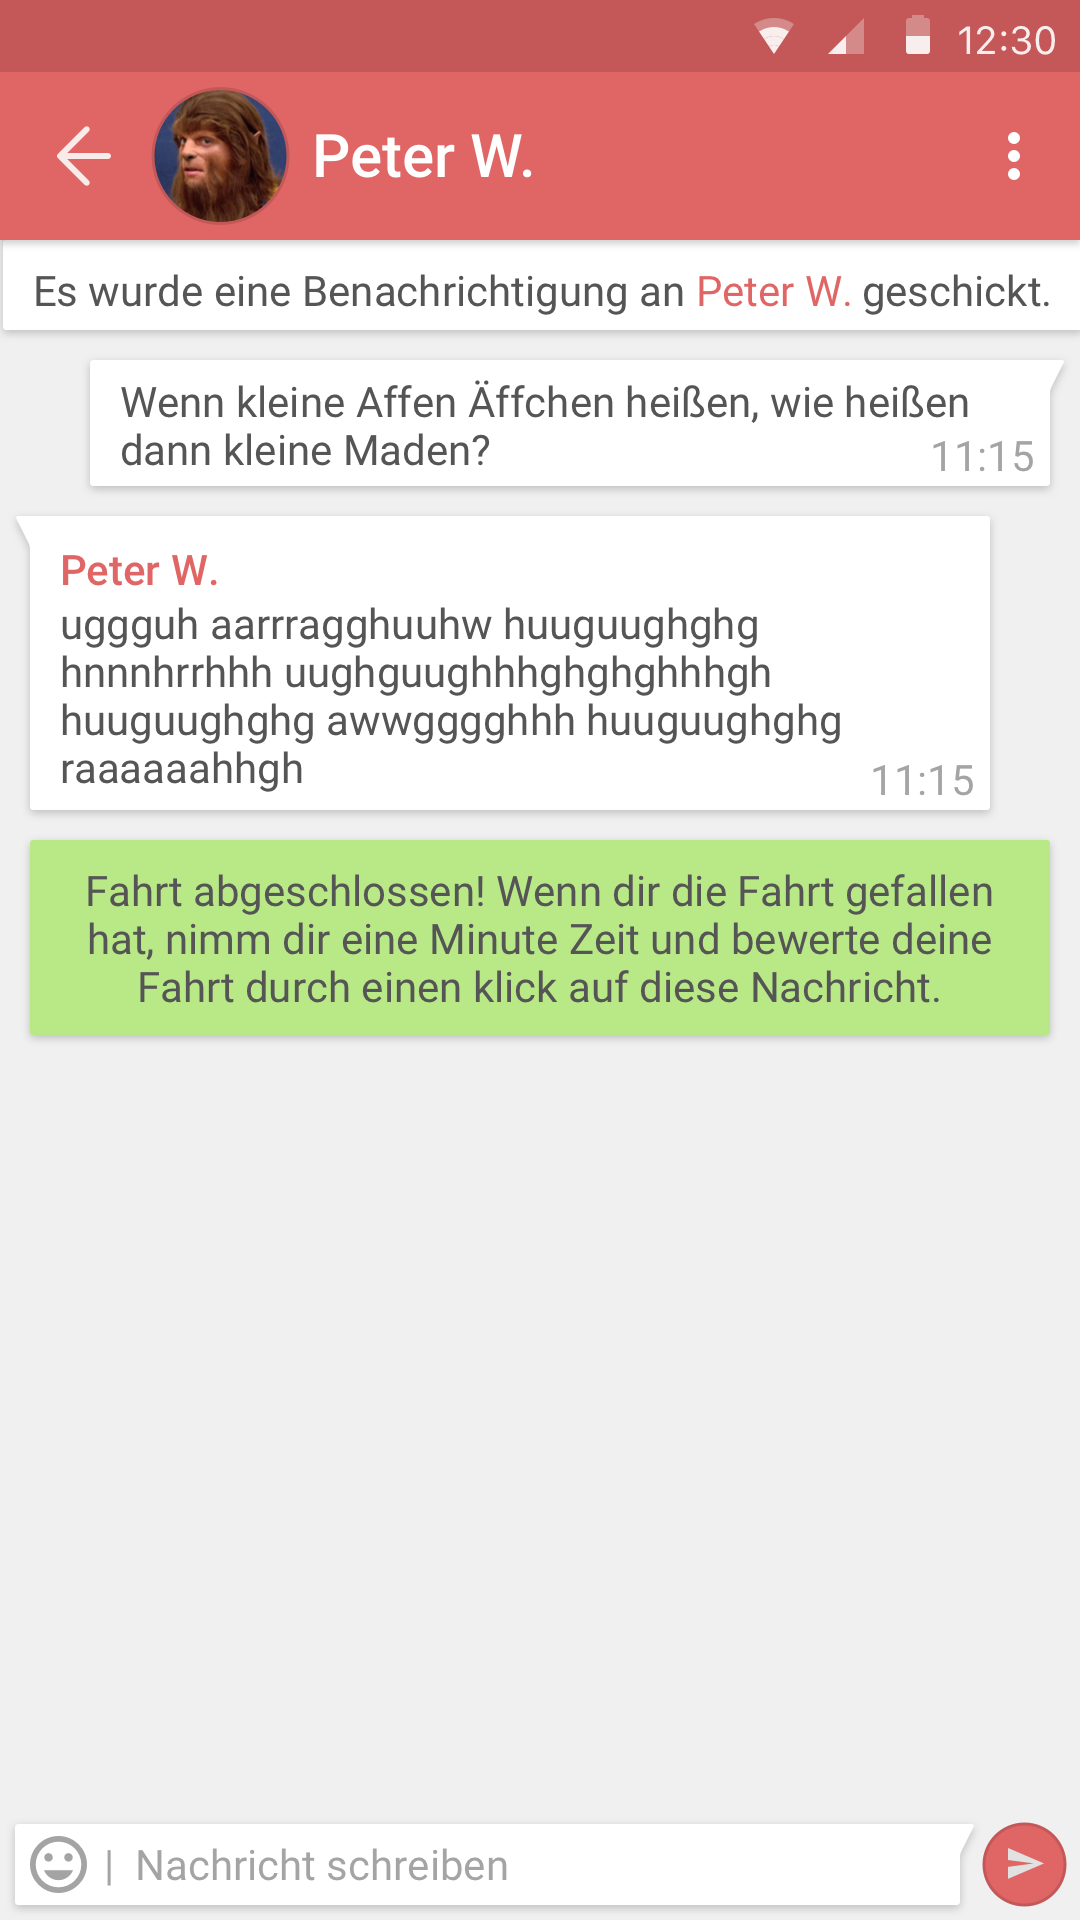 12:30
Peter W.
Es wurde eine Benachrichtigung an Peter W. geschickt.
Wenn kleine Affen Äffchen heißen, wie heißen
dann kleine Maden?
11:15
Peter W.
uggguh aarrragghuuhw huuguughghg
hnnnhrrhhh uughguughhhghghghhhgh
huuguughghg awwgggghhh huuguughghg
raaaaaahhgh
11:15
Fahrt abgeschlossen! Wenn dir die Fahrt gefallen
hat, nimm dir eine Minute Zeit und bewerte deine
Fahrt durch einen klick auf diese Nachricht.
| Nachricht schreiben